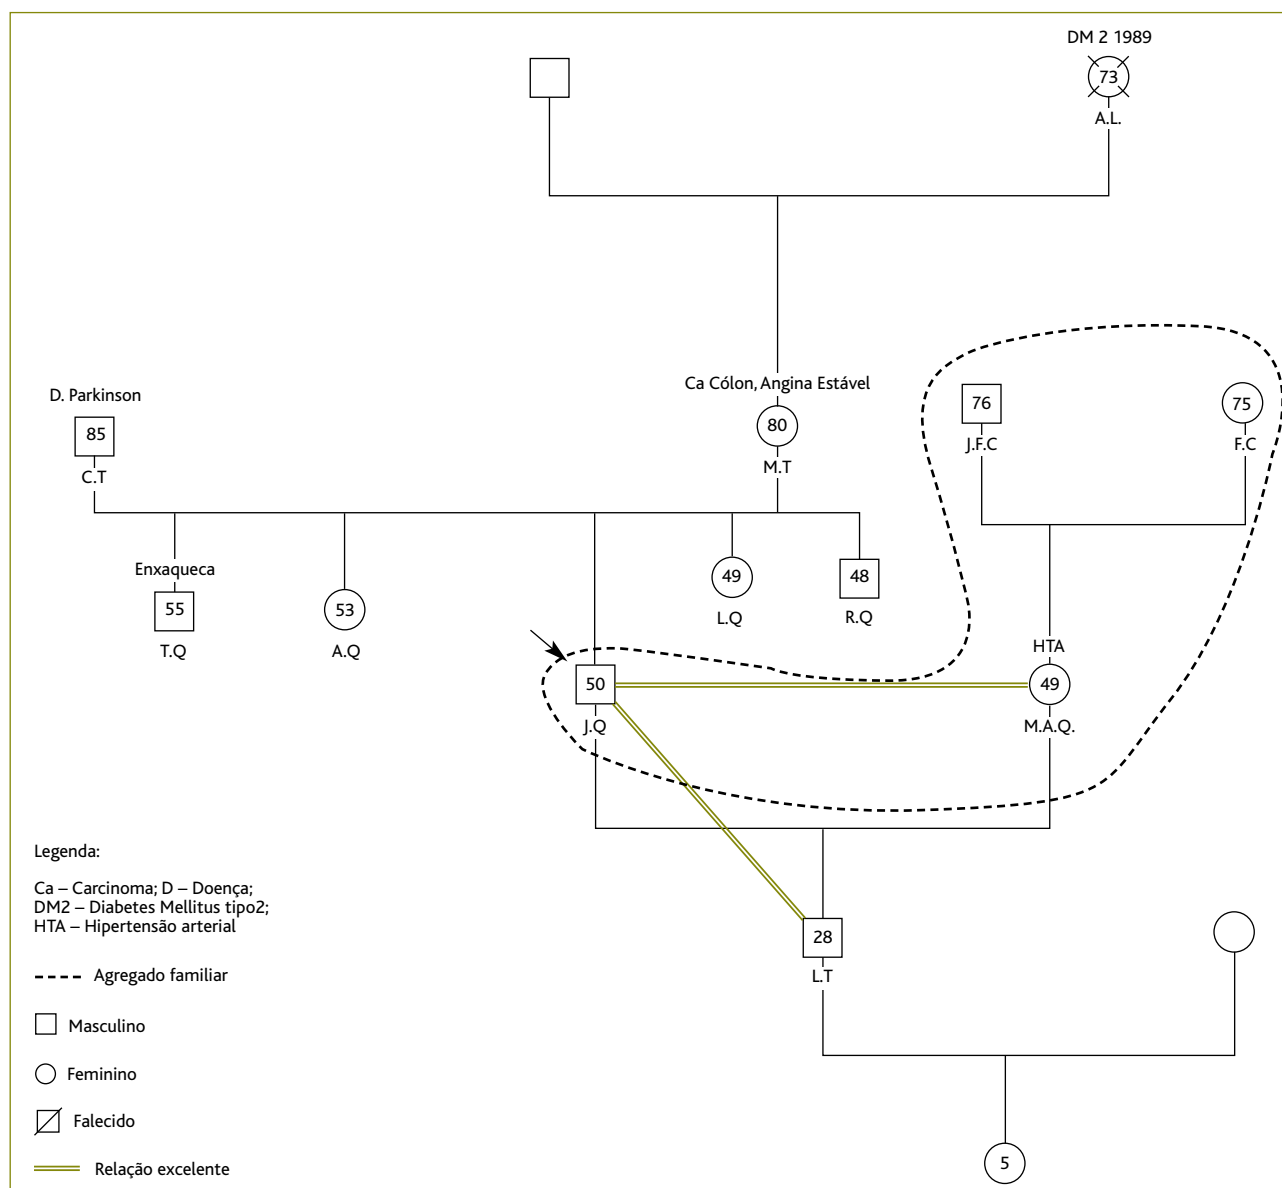 DM 2 1989
73
A.L.
Ca Cólon, Angina Estável
80
M.T
D. Parkinson
85
C.T
76
J.F.C
75
F.C
Enxaqueca
55
T.Q
53
A.Q
49
L.Q
48
R.Q
50
J.Q
HTA
49
M.A.Q.
28
L.T
5
Legenda:
Ca – Carcinoma; D – Doença;
DM2 – Diabetes Mellitus tipo2;
HTA – Hipertensão arterial
Agregado familiar
Masculino
Feminino
Falecido
Relação excelente